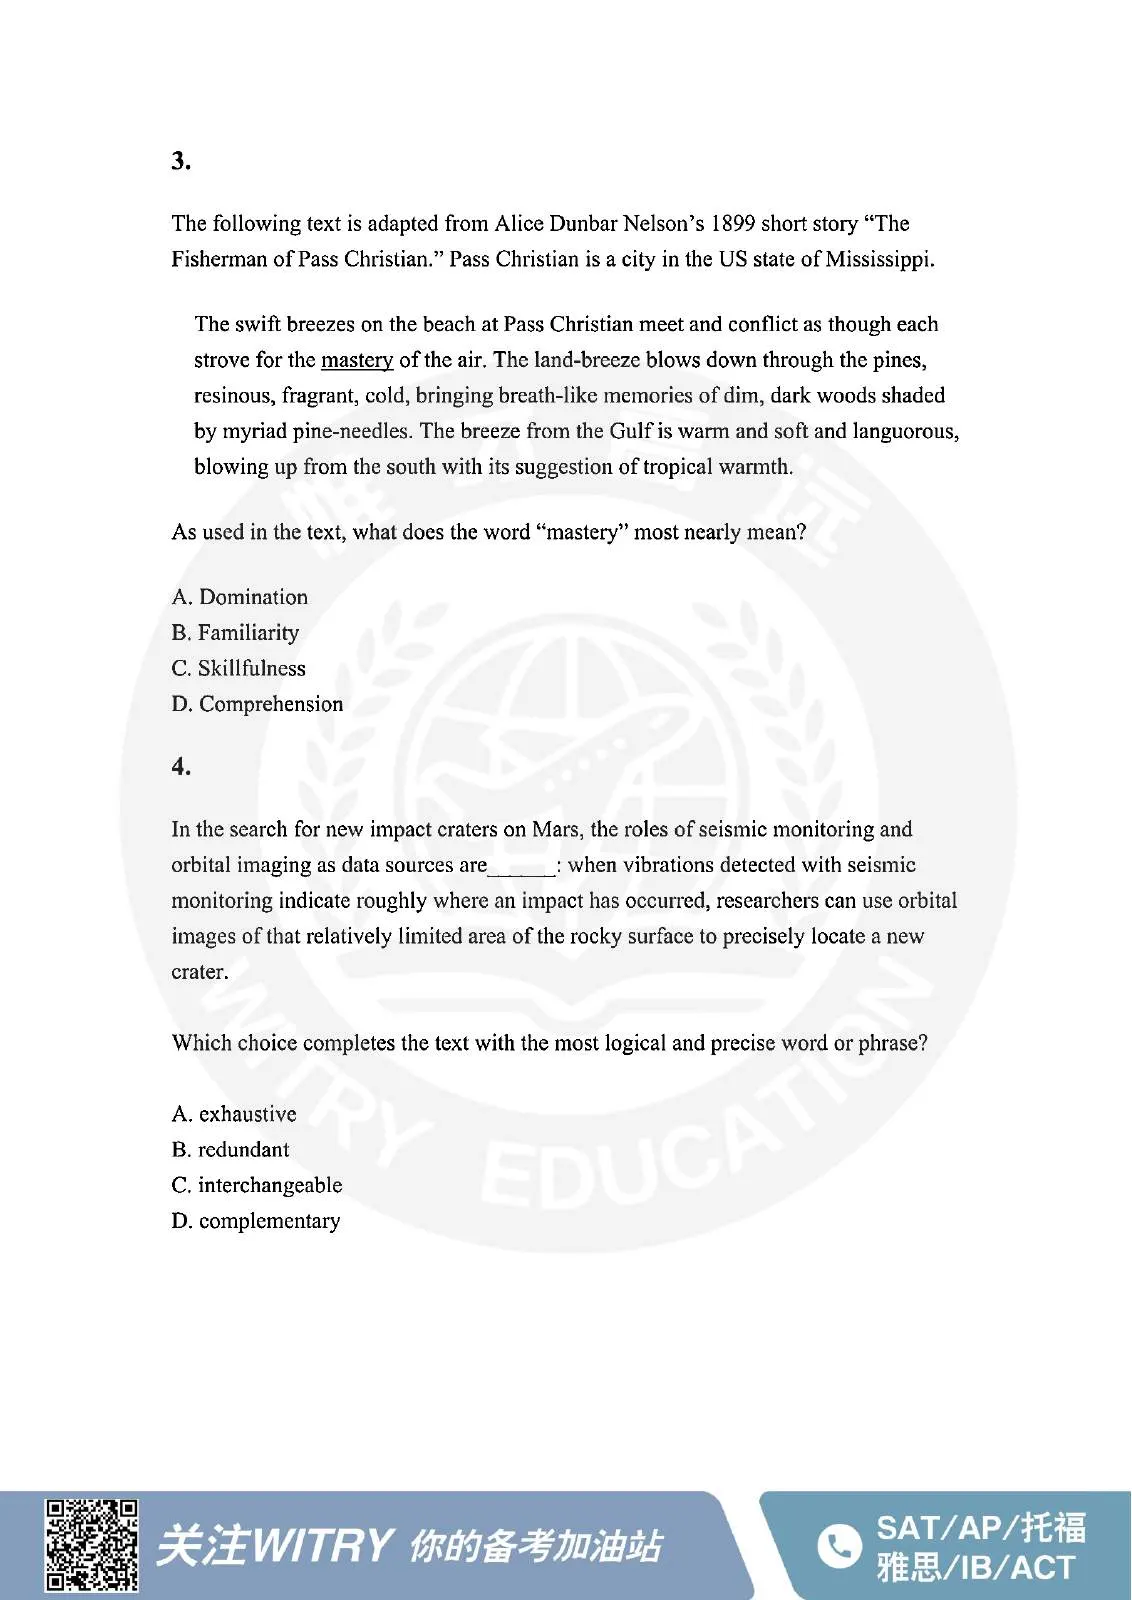 3.
The following text is adapted from Alice Dunbar Nelson’s 1899 short story “The
Fisherman of Pass Christian.” Pass Christian is a city in the US state of Mississippi.
The swift breezes on the beach at Pass Christian meet and conflict as though each
strove for the mastery of the air. The land-breeze blows down through the pines,
resinous, fragrant, cold, bringing breath-like memories of dim, dark woods shaded
by myriad pine-needles. The breeze from the Gulf is warm and soft and languorous,
blowing up from the south with its suggestion of tropical warmth.
As used in the text, what does the word “mastery” most nearly mean?
A. Domination
B. Familiarity
C. Skillfulness
D. Comprehension
4.
In the search for new impact craters on Mars, the roles of seismic monitoring and
orbital imaging as data sources are______: when vibrations detected with seismic
monitoring indicate roughly where an impact has occurred, researchers can use orbital
images of that relatively limited area of the rocky surface to precisely locate a new
crater.
Which choice completes the text with the most logical and precise word or phrase?
A. exhaustive
B. redundant
C. interchangeable
D. complementary
WITRY EDUCATION
关注WITRY 你的备考加油站
SAT/AP/托福
雅思/IB/ACT